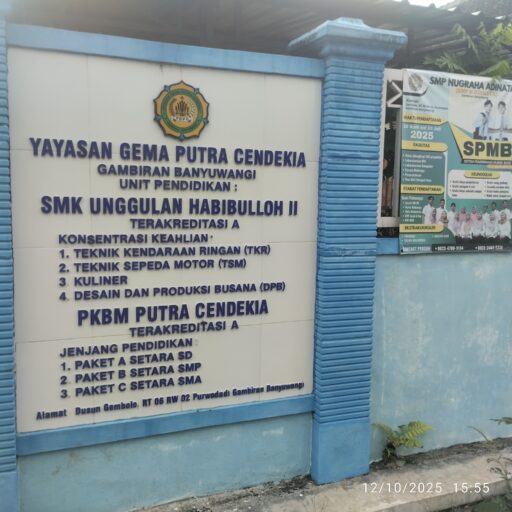 YAYASAN GEMA PUTRA CENDEKIA
GAMBIRAN BANYUWANGI
UNIT PENDIDIKAN :
SMK UNGGULAN HABIBULLOH II
TERAKREDITASI A
KONSENTRASI KEAHLIAN :
1. TEKNIK KENDARAAN RINGAN (TKR)
2. TEKNIK SEPEDA MOTOR (TSM)
3. KULINER
4. DESAIN DAN PRODUKSI BUSANA (DPB)
PKBM PUTRA CENDEKIA
TERAKREDITASI A
JENJANG PENDIDIKAN :
1. PAKET A SETARA SD
2. PAKET B SETARA SMP
3. PAKET C SETARA SMA
Alamat Dusun Gembolo, RT 06 RW 02 Purwodadi Gambiran Banyuwangi
SMP NUGRAHA ADINATA
2025
SPMB
FASILITAS
12/10/2025 15:55